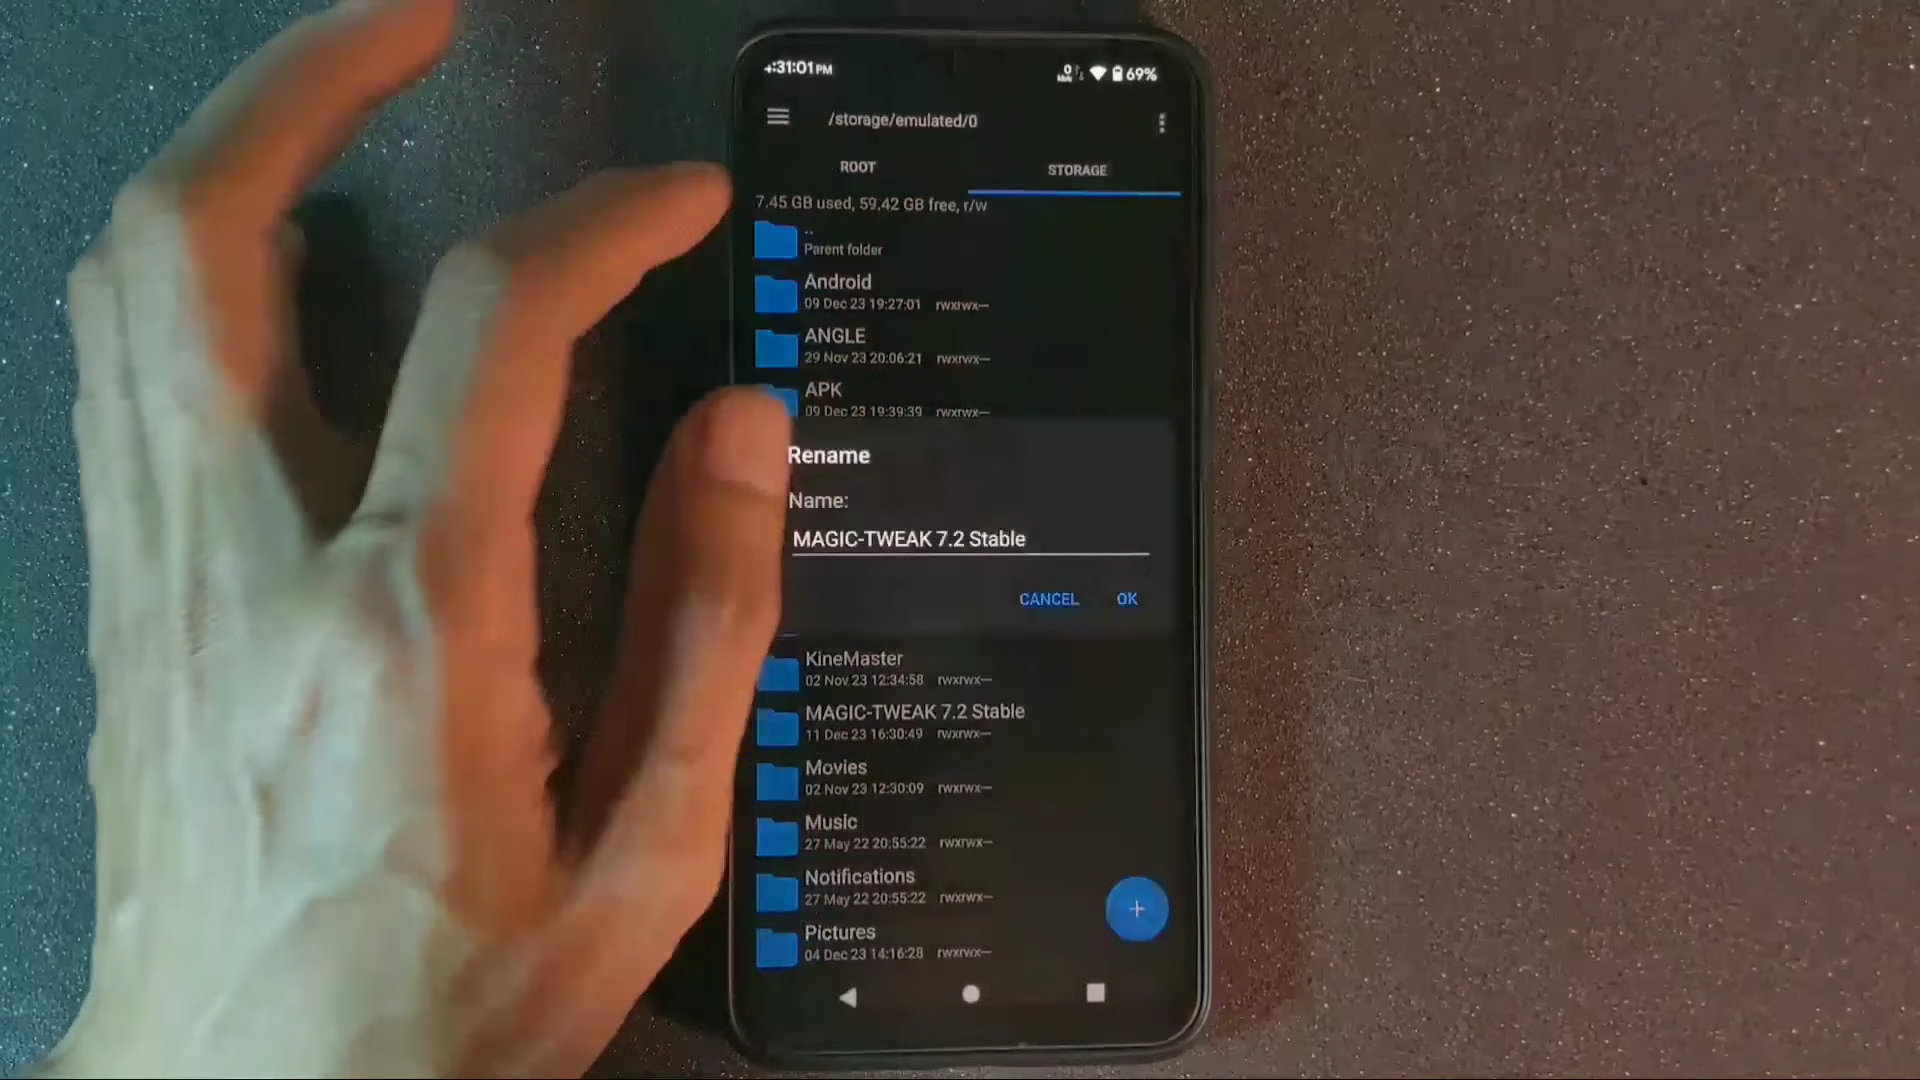 :31:01 PM
0
69%
/storage/emulated/0
ROOT
STORAGE
7.45 GB used, 59.42 GB free, r/w
..
Parent folder
Android
09 Dec 23 19:27:01 rwxrwx---
ANGLE
29 Nov 23 20:06:21 rwxrwx---
APK
09 Dec 23 19:39:39 rwxrwx---
Rename
Name:
MAGIC-TWEAK 7.2 Stable
CANCEL OK
KineMaster
02 Nov 23 12:34:58 rwxrwx---
MAGIC-TWEAK 7.2 Stable
11 Dec 23 16:30:49 rwxrwx---
Movies
02 Nov 23 12:30:09 rwxrwx---
Music
27 May 22 20:55:22 rwxrwx---
Notifications
27 May 22 20:55:22 rwxrwx---
Pictures
04 Dec 23 14:16:28 rwxrwx---